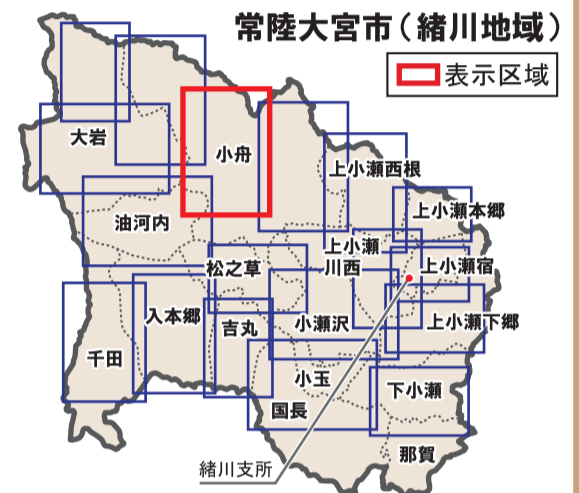 常陸大宮市（緒川地域）
表示区域
大岩
小舟
上小瀬西根
油河内
上小瀬本郷
上小瀬
川西
松之草
上小瀬宿
入本郷
吉丸
小瀬沢
上小瀬下郷
千田
小玉
国長
下小瀬
那賀
緒川支所